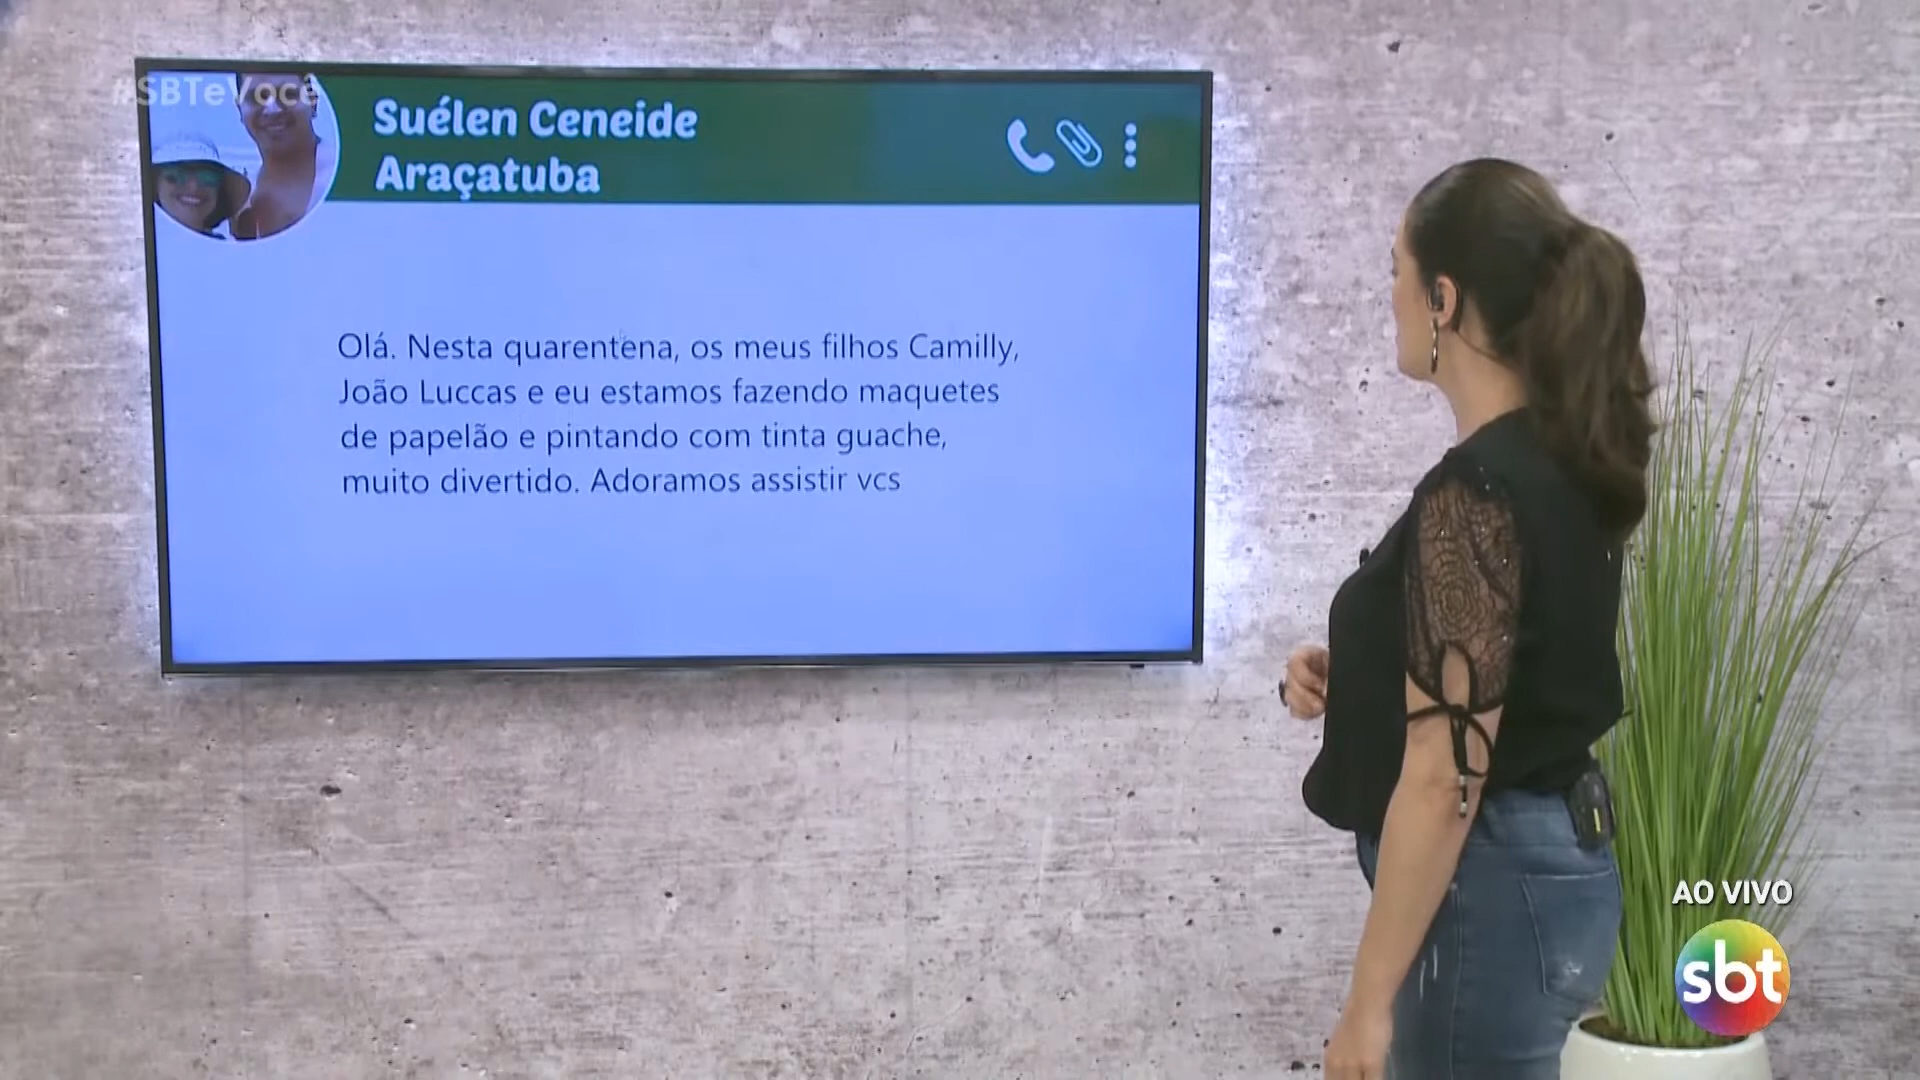 #SBTeVocê
Suélen Ceneide
Araçatuba
Olá. Nesta quarentena, os meus filhos Camilly,
João Luccas e eu estamos fazendo maquetes
de papelão e pintando com tinta guache,
muito divertido. Adoramos assistir vcs
AO VIVO
sbt